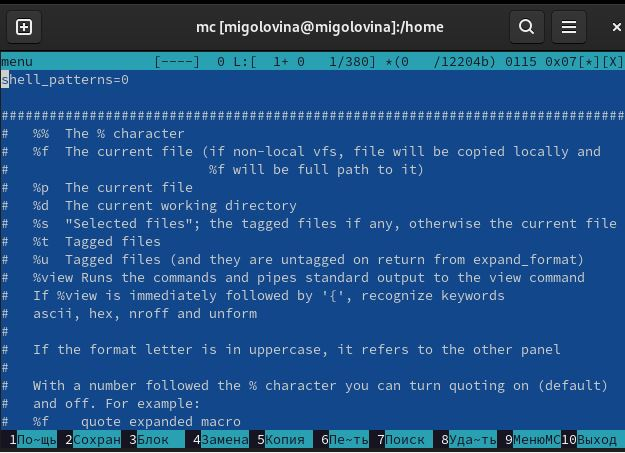 mc [migolovina@migolovina]:/home
menu [----] 0 L:[ 1+ 0 1/380] *(0 /12204b) 0115 0x07[*][X]
shell_patterns=0
################################################################################
# %% The % character
# %f The current file (if non-local vfs, file will be copied locally and
# %f will be full path to it)
# %p The current file
# %d The current working directory
# %s "Selected files"; the tagged files if any, otherwise the current file
# %t Tagged files
# %u Tagged files (and they are untagged on return from expand_format)
# %view Runs the commands and pipes standard output to the view command
# If %view is immediately followed by '{', recognize keywords
# ascii, hex, nroff and unform
#
# If the format letter is in uppercase, it refers to the other panel
#
# With a number followed the % character you can turn quoting on (default)
# and off. For example:
# %f quote expanded macro
1По~щь 2Сохран 3Блок 4Замена 5Копия 6Пе~ть 7Поиск 8Уда~ть 9МенюMC 10Выход